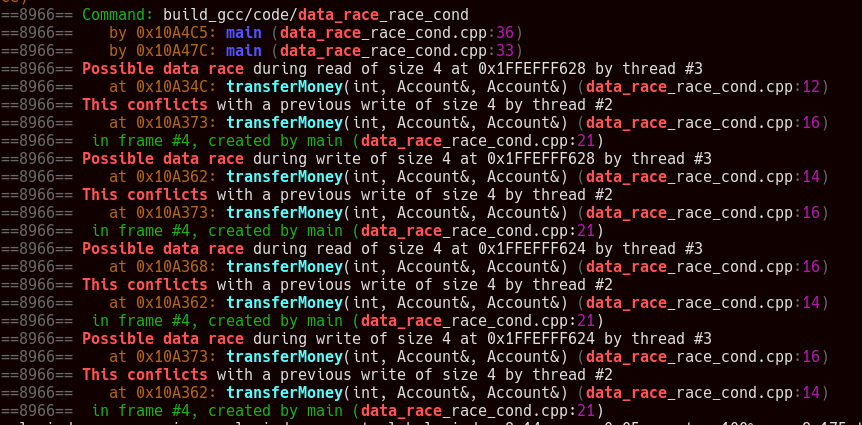 ==8966== Command: build_gcc/code/data_race_race_cond
==8966==    by 0x10A4C5: main (data_race_race_cond.cpp:36)
==8966==    by 0x10A47C: main (data_race_race_cond.cpp:33)
==8966== Possible data race during read of size 4 at 0x1FFEFFF628 by thread #3
==8966==    at 0x10A34C: transferMoney(int, Account&, Account&) (data_race_race_cond.cpp:12)
==8966== This conflicts with a previous write of size 4 by thread #2
==8966==    at 0x10A373: transferMoney(int, Account&, Account&) (data_race_race_cond.cpp:16)
==8966==  in frame #4, created by main (data_race_race_cond.cpp:21)
==8966== Possible data race during write of size 4 at 0x1FFEFFF628 by thread #3
==8966==    at 0x10A362: transferMoney(int, Account&, Account&) (data_race_race_cond.cpp:14)
==8966== This conflicts with a previous write of size 4 by thread #2
==8966==    at 0x10A373: transferMoney(int, Account&, Account&) (data_race_race_cond.cpp:16)
==8966==  in frame #4, created by main (data_race_race_cond.cpp:21)
==8966== Possible data race during read of size 4 at 0x1FFEFFF624 by thread #3
==8966==    at 0x10A368: transferMoney(int, Account&, Account&) (data_race_race_cond.cpp:16)
==8966== This conflicts with a previous write of size 4 by thread #2
==8966==    at 0x10A362: transferMoney(int, Account&, Account&) (data_race_race_cond.cpp:14)
==8966==  in frame #4, created by main (data_race_race_cond.cpp:21)
==8966== Possible data race during write of size 4 at 0x1FFEFFF624 by thread #3
==8966==    at 0x10A373: transferMoney(int, Account&, Account&) (data_race_race_cond.cpp:16)
==8966== This conflicts with a previous write of size 4 by thread #2
==8966==    at 0x10A362: transferMoney(int, Account&, Account&) (data_race_race_cond.cpp:14)
==8966==  in frame #4, created by main (data_race_race_cond.cpp:21)